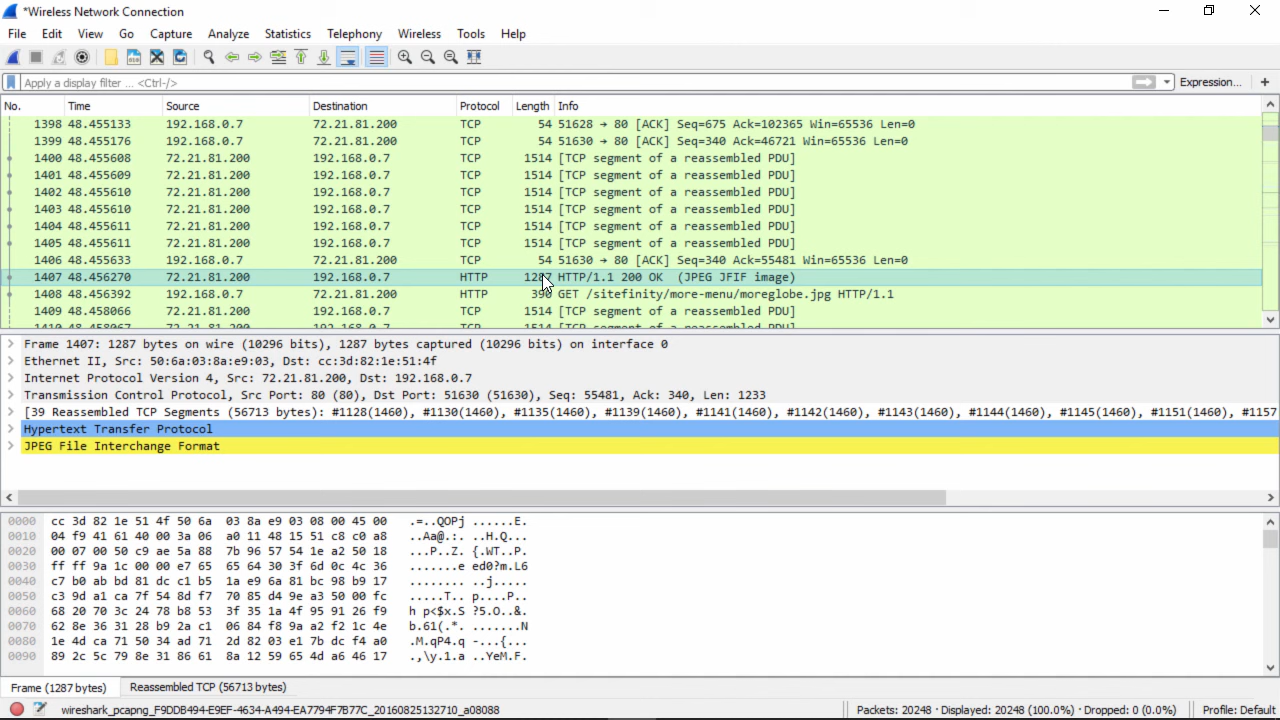 *Wireless Network Connection
File Edit View Go Capture Analyze Statistics Telephony Wireless Tools Help
Apply a display filter ... <Ctrl-/> Expression... +
No. Time Source Destination Protocol Length Info
1398 48.455133 192.168.0.7 72.21.81.200 TCP 54 51628 → 80 [ACK] Seq=675 Ack=102365 Win=65536 Len=0
1399 48.455176 192.168.0.7 72.21.81.200 TCP 54 51630 → 80 [ACK] Seq=340 Ack=46721 Win=65536 Len=0
1400 48.455608 72.21.81.200 192.168.0.7 TCP 1514 [TCP segment of a reassembled PDU]
1401 48.455609 72.21.81.200 192.168.0.7 TCP 1514 [TCP segment of a reassembled PDU]
1402 48.455610 72.21.81.200 192.168.0.7 TCP 1514 [TCP segment of a reassembled PDU]
1403 48.455610 72.21.81.200 192.168.0.7 TCP 1514 [TCP segment of a reassembled PDU]
1404 48.455611 72.21.81.200 192.168.0.7 TCP 1514 [TCP segment of a reassembled PDU]
1405 48.455611 72.21.81.200 192.168.0.7 TCP 1514 [TCP segment of a reassembled PDU]
1406 48.455633 192.168.0.7 72.21.81.200 TCP 54 51630 → 80 [ACK] Seq=340 Ack=55481 Win=65536 Len=0
1407 48.456270 72.21.81.200 192.168.0.7 HTTP 1287 HTTP/1.1 200 OK (JPEG JFIF image)
1408 48.456392 192.168.0.7 72.21.81.200 HTTP 390 GET /sitefinity/more-menu/moreglobe.jpg HTTP/1.1
1409 48.458066 72.21.81.200 192.168.0.7 TCP 1514 [TCP segment of a reassembled PDU]
1410 48.458067 72.21.81.200 192.168.0.7 TCP 1514 [TCP segment of a reassembled PDU]
Frame 1407: 1287 bytes on wire (10296 bits), 1287 bytes captured (10296 bits) on interface 0
Ethernet II, Src: 50:6a:03:8a:e9:03, Dst: cc:3d:82:1e:51:4f
Internet Protocol Version 4, Src: 72.21.81.200, Dst: 192.168.0.7
Transmission Control Protocol, Src Port: 80 (80), Dst Port: 51630 (51630), Seq: 55481, Ack: 340, Len: 1233
[39 Reassembled TCP Segments (56713 bytes): #1128(1460), #1130(1460), #1135(1460), #1139(1460), #1141(1460), #1142(1460), #1143(1460), #1144(1460), #1145(1460), #1151(1460), #1157
Hypertext Transfer Protocol
JPEG File Interchange Format
0000 cc 3d 82 1e 51 4f 50 6a 03 8a e9 03 08 00 45 00 .=..QOPj ......E.
0010 04 f9 41 61 40 00 3a 06 a0 11 48 15 51 c8 c0 a8 ..Aa@.:. ..H.Q...
0020 00 07 00 50 c9 ae 5a 88 7b 96 57 54 1e a2 50 18 ...P..Z. {.WT..P.
0030 ff ff 9a 1c 00 00 e7 65 65 64 30 3f 6d 0c 4c 36 .......e ed0?m.L6
0040 c7 b0 ab bd 81 dc c1 b5 1a e9 6a 81 bc 98 b9 17 ........ ..j.....
0050 c3 9d a1 ca 7f 54 8d f7 70 85 d4 9e a3 50 00 fc .....T.. p....P..
0060 68 20 70 3c 24 78 b8 53 3f 35 1a 4f 95 91 26 f9 h p<$x.S ?5.O..&.
0070 62 8e 36 31 28 b9 2a c1 06 84 f8 9a a2 f2 1c 4e b.61(.*. .......N
0080 1e 4d ca 71 50 34 ad 71 2d 82 03 e1 7b dc f4 a0 .M.qP4.q -...{...
0090 89 2c 5c 79 8e 31 86 61 8a 12 59 65 4d a6 46 17 .,\y.1.a ..YeM.F.
Frame (1287 bytes) Reassembled TCP (56713 bytes)
wireshark_pcapng_F9DDB494-E9EF-4634-A494-EA7794F7B77C_20160825132710_a08088 Packets: 20248 · Displayed: 20248 (100.0%) · Dropped: 0 (0.0%) Profile: Default